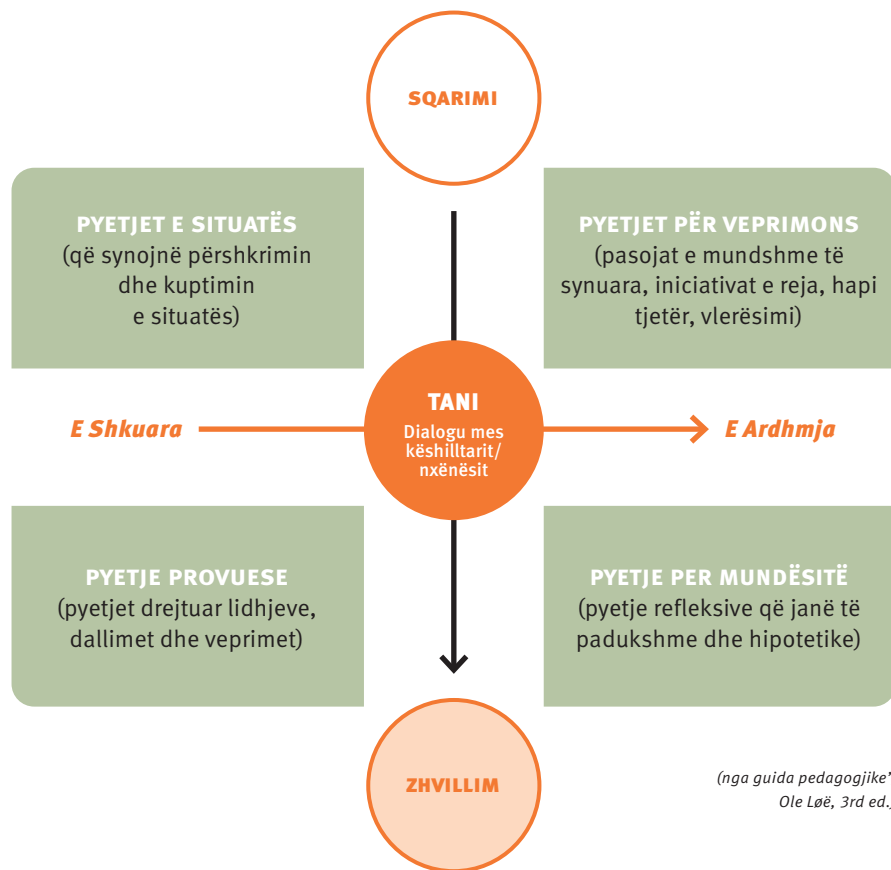 SQARIMI
PYETJET E SITUATËS
(që synojnë përshkrimin
dhe kuptimin
e situatës)
PYETJET PËR VEPRIMONS
(pasojat e mundshme të
synuara, iniciativat e reja, hapi
tjetër, vlerësimi)
E Shkuara
TANI
Dialogu mes
këshilltarit/
nxënësit
E Ardhmja
PYETJE PROVUESE
(pyetjet drejtuar lidhjeve,
dallimet dhe veprimet)
PYETJE PER MUNDËSITË
(pyetje refleksive që janë të
padukshme dhe hipotetike)
ZHVILLIM
(nga guida pedagogjike’
Ole Løë, 3rd ed.